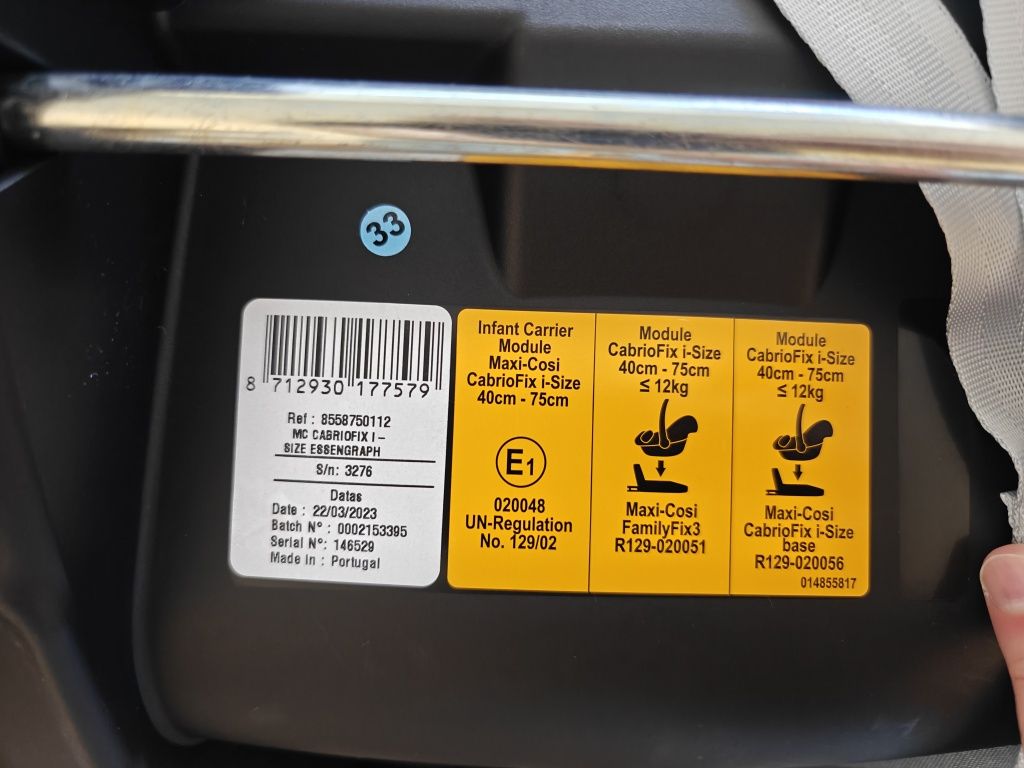 33
8 712930 177579
Ref : 8558750112
MC CABRIOFIX I-
SIZE ESSENGRAPH
S/n: 3276
Datas
Date : 22/03/2023
Batch N° : 0002153395
Serial N°: 146529
Made In : Portugal
Infant Carrier
Module
Maxi-Cosi
CabrioFix i-Size
40cm - 75cm
E1
020048
UN-Regulation
No. 129/02
Module
CabrioFix i-Size
40cm - 75cm
≤ 12kg
Maxi-Cosi
FamilyFix3
R129-020051
Module
CabrioFix i-Size
40cm - 75cm
≤ 12kg
Maxi-Cosi
CabrioFix i-Size
base
R129-020056
014855817